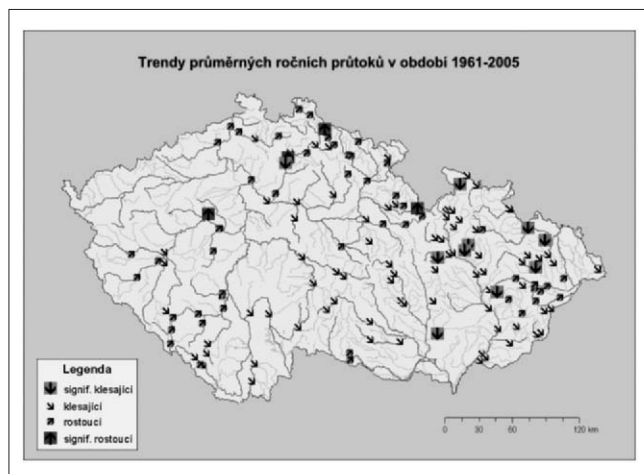 Trendy průměrných ročních průtoků v období 1961-2005
Legenda
signif. klesající
klesající
rostoucí
signif. rostoucí
0 30 60 120 km